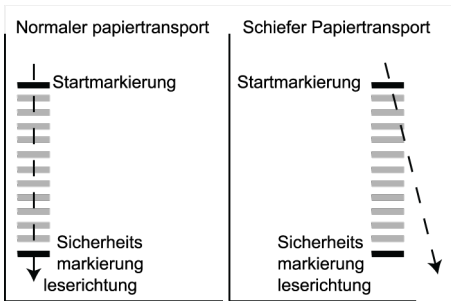 Normaler papiertransport
Startmarkierung
Sicherheits
markierung
leserichtung
Schiefer Papiertransport
Startmarkierung
Sicherheits
markierung
leserichtung